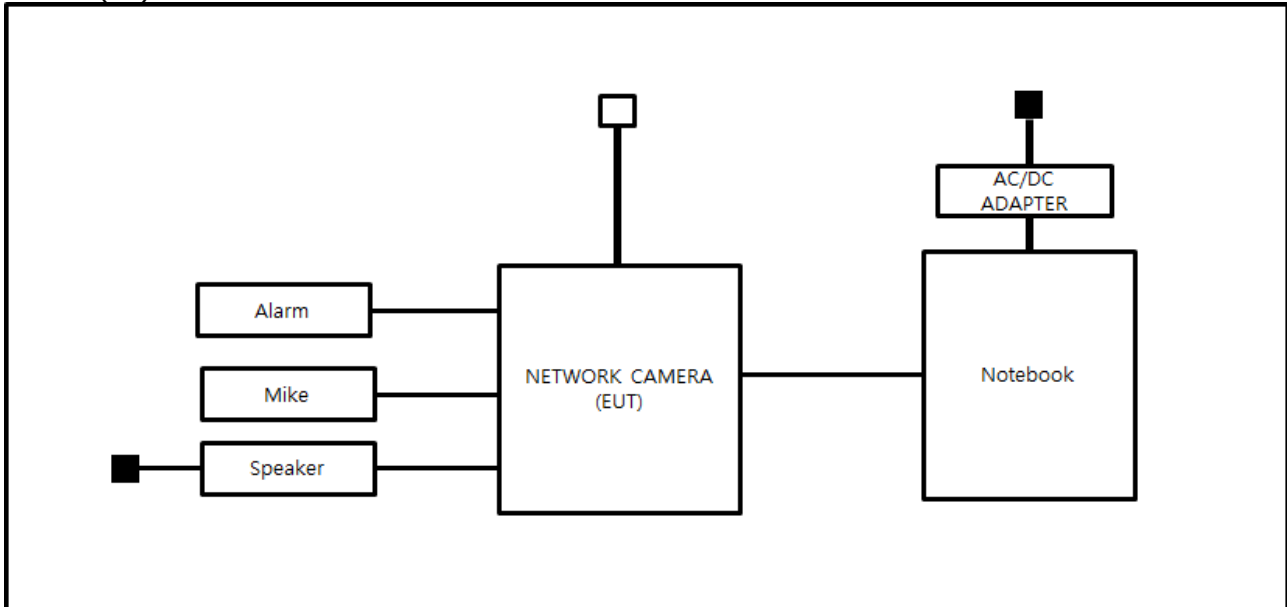 AC/DC
ADAPTER
Alarm
NETWORK CAMERA
(EUT)
Notebook
Mike
Speaker